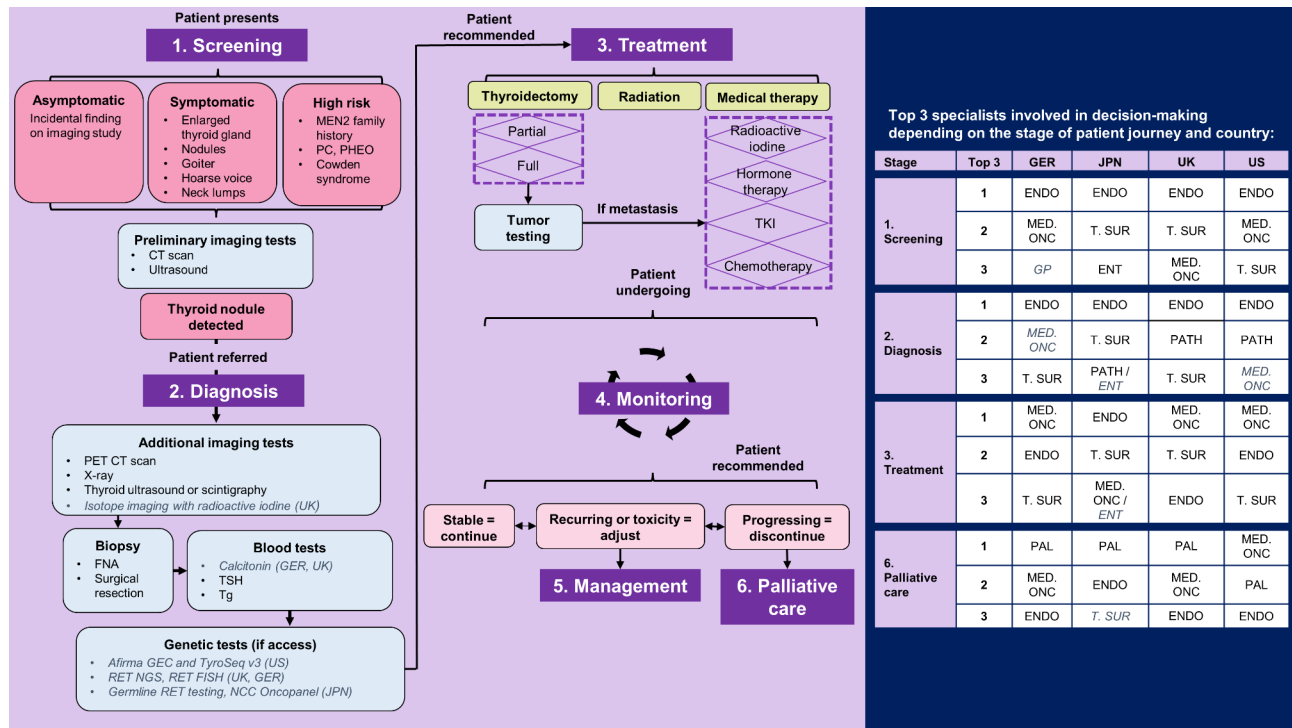 Patient presents
1. Screening
Asymptomatic
Incidental finding
on imaging study
Symptomatic
• Enlarged
thyroid gland
• Nodules
• Goiter
• Hoarse voice
• Neck lumps
High risk
• MEN2 family
history
• PC, PHEO
• Cowden
syndrome
Preliminary imaging tests
• CT scan
• Ultrasound
Thyroid nodule
detected
Patient referred
2. Diagnosis
Additional imaging tests
• PET CT scan
• X-ray
• Thyroid ultrasound or scintigraphy
• Isotope imaging with radioactive iodine (UK)
Biopsy
• FNA
• Surgical
resection
Blood tests
• Calcitonin (GER, UK)
• TSH
• Tg
Genetic tests (if access)
• Afirma GEC and TyroSeq v3 (US)
• RET NGS, RET FISH (UK, GER)
• Germline RET testing, NCC Oncopanel (JPN)
Patient
recommended
3. Treatment
Thyroidectomy
Radiation
Medical therapy
Partial
Full
Tumor
testing
If metastasis
Radioactive
iodine
Hormone
therapy
TKI
Chemotherapy
Patient
undergoing
4. Monitoring
Patient
recommended
Stable =
continue
Recurring or toxicity =
adjust
Progressing =
discontinue
5. Management
6. Palliative
care
Top 3 specialists involved in decision-making
depending on the stage of patient journey and country:
Stage Top 3 GER JPN UK US
1.
Screening
1 ENDO ENDO ENDO ENDO
2 MED. ONC T. SUR T. SUR MED. ONC
3 GP ENT MED. ONC T. SUR
2.
Diagnosis
1 ENDO ENDO ENDO ENDO
2 MED. ONC T. SUR PATH PATH
3 T. SUR PATH / ENT T. SUR MED. ONC
3.
Treatment
1 MED. ONC ENDO MED. ONC MED. ONC
2 ENDO T. SUR T. SUR ENDO
3 T. SUR MED. ONC / ENT ENDO T. SUR
6.
Palliative
care
1 PAL PAL PAL MED. ONC
2 MED. ONC ENDO MED. ONC PAL
3 ENDO T. SUR ENDO ENDO